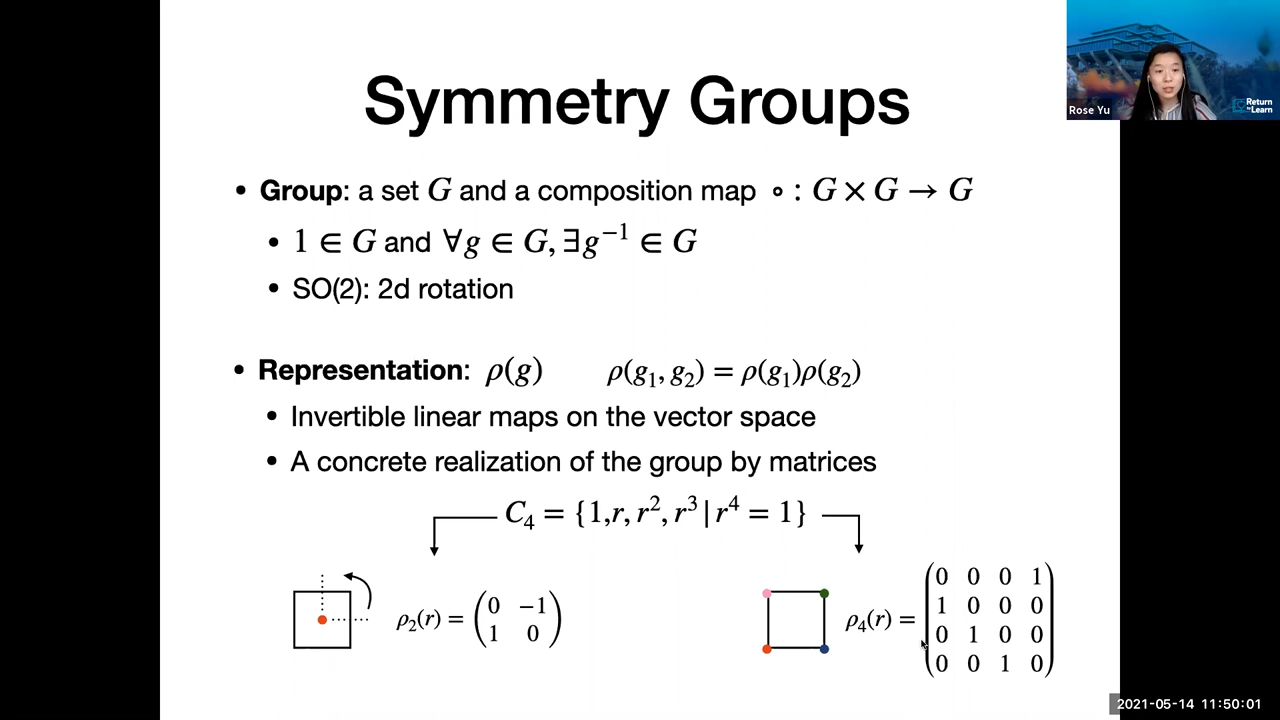 Symmetry Groups
Rose Yu
Return to Learn
• Group: a set G and a composition map ∘ : G × G → G
• 1 ∈ G and ∀g ∈ G, ∃g⁻¹ ∈ G
• SO(2): 2d rotation
• Representation: ρ(g) ρ(g₁, g₂) = ρ(g₁)ρ(g₂)
• Invertible linear maps on the vector space
• A concrete realization of the group by matrices
C₄ = {1,r, r², r³ | r⁴ = 1}
ρ₂(r) = (0 −1
1 0)
ρ₄(r) = (0 0 0 1
1 0 0 0
0 1 0 0
0 0 1 0)
2021-05-14 11:50:01